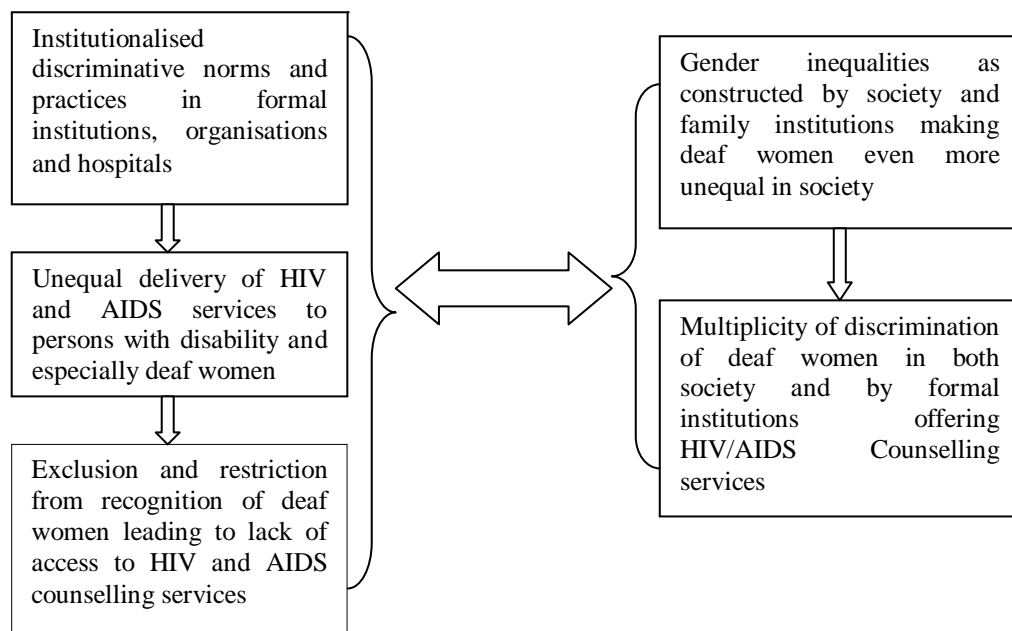 Institutionalised
discriminative norms and
practices in formal
institutions, organisations
and hospitals
Unequal delivery of HIV
and AIDS services to
persons with disability and
especially deaf women
Exclusion and restriction
from recognition of deaf
women leading to lack of
access to HIV and AIDS
counselling services
Gender inequalities as
constructed by society and
family institutions making
deaf women even more
unequal in society
Multiplicity of discrimination
of deaf women in both
society and by formal
institutions offering
HIV/AIDS Counselling
services